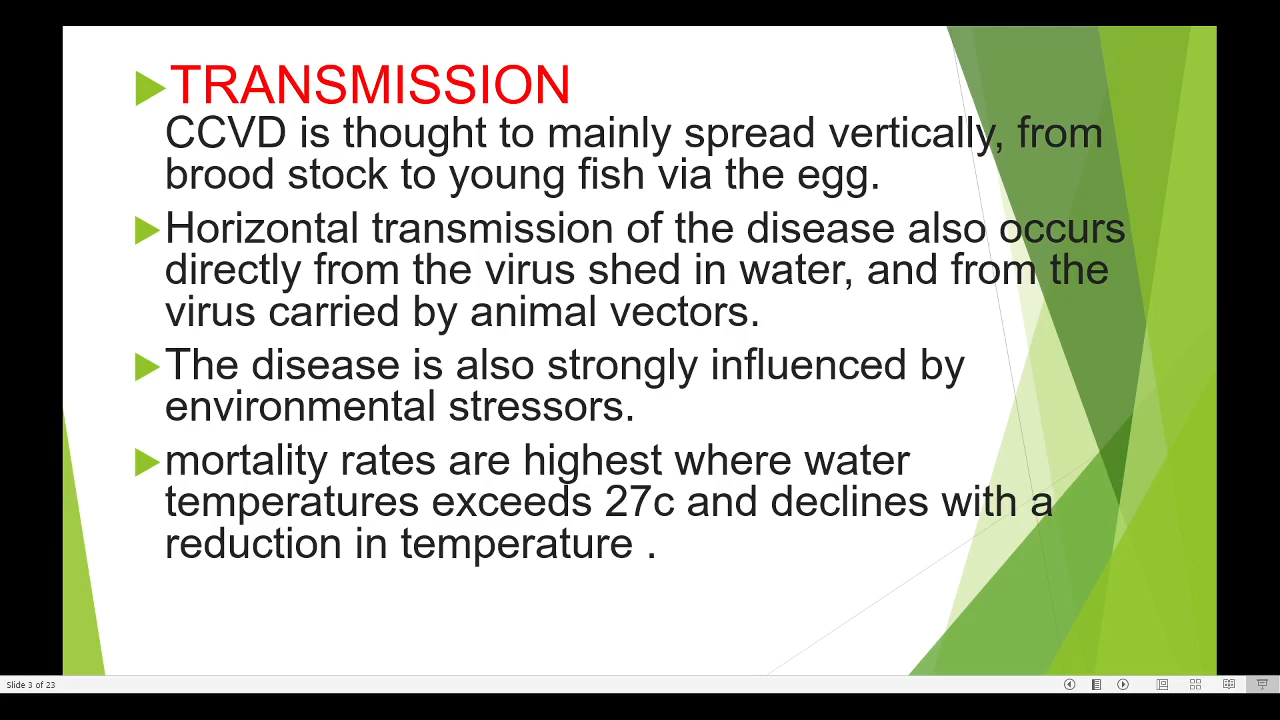 TRANSMISSION
CCVD is thought to mainly spread vertically, from
brood stock to young fish via the egg.
Horizontal transmission of the disease also occurs
directly from the virus shed in water, and from the
virus carried by animal vectors.
The disease is also strongly influenced by
environmental stressors.
mortality rates are highest where water
temperatures exceeds 27c and declines with a
reduction in temperature .
Slide 3 of 23